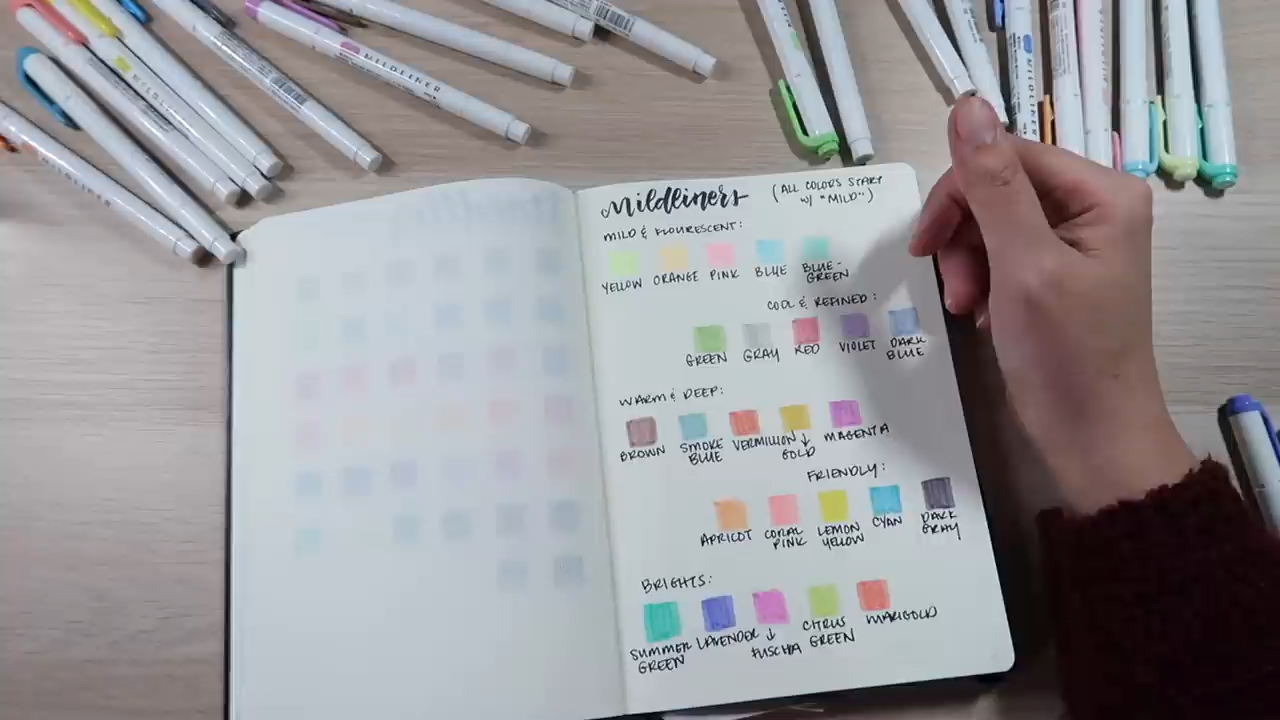 Mildliners (ALL COLORS START
W/ "MILD")
MILD & FLOURESCENT:
YELLOW ORANGE PINK BLUE BLUE-
GREEN
COOL & REFINED:
GREEN GRAY RED VIOLET DARK
BLUE
WARM & DEEP:
BROWN SMOKE
BLUE VERMILLION ↓
GOLD MAGENTA
FRIENDLY:
APRICOT CORAL
PINK LEMON
YELLOW CYAN DARK
GRAY
BRIGHTS:
SUMMER
GREEN LAVENDER ↓
FUSCHIA CITRUS
GREEN MARIGOLD
MILDLINER
MILDLINER